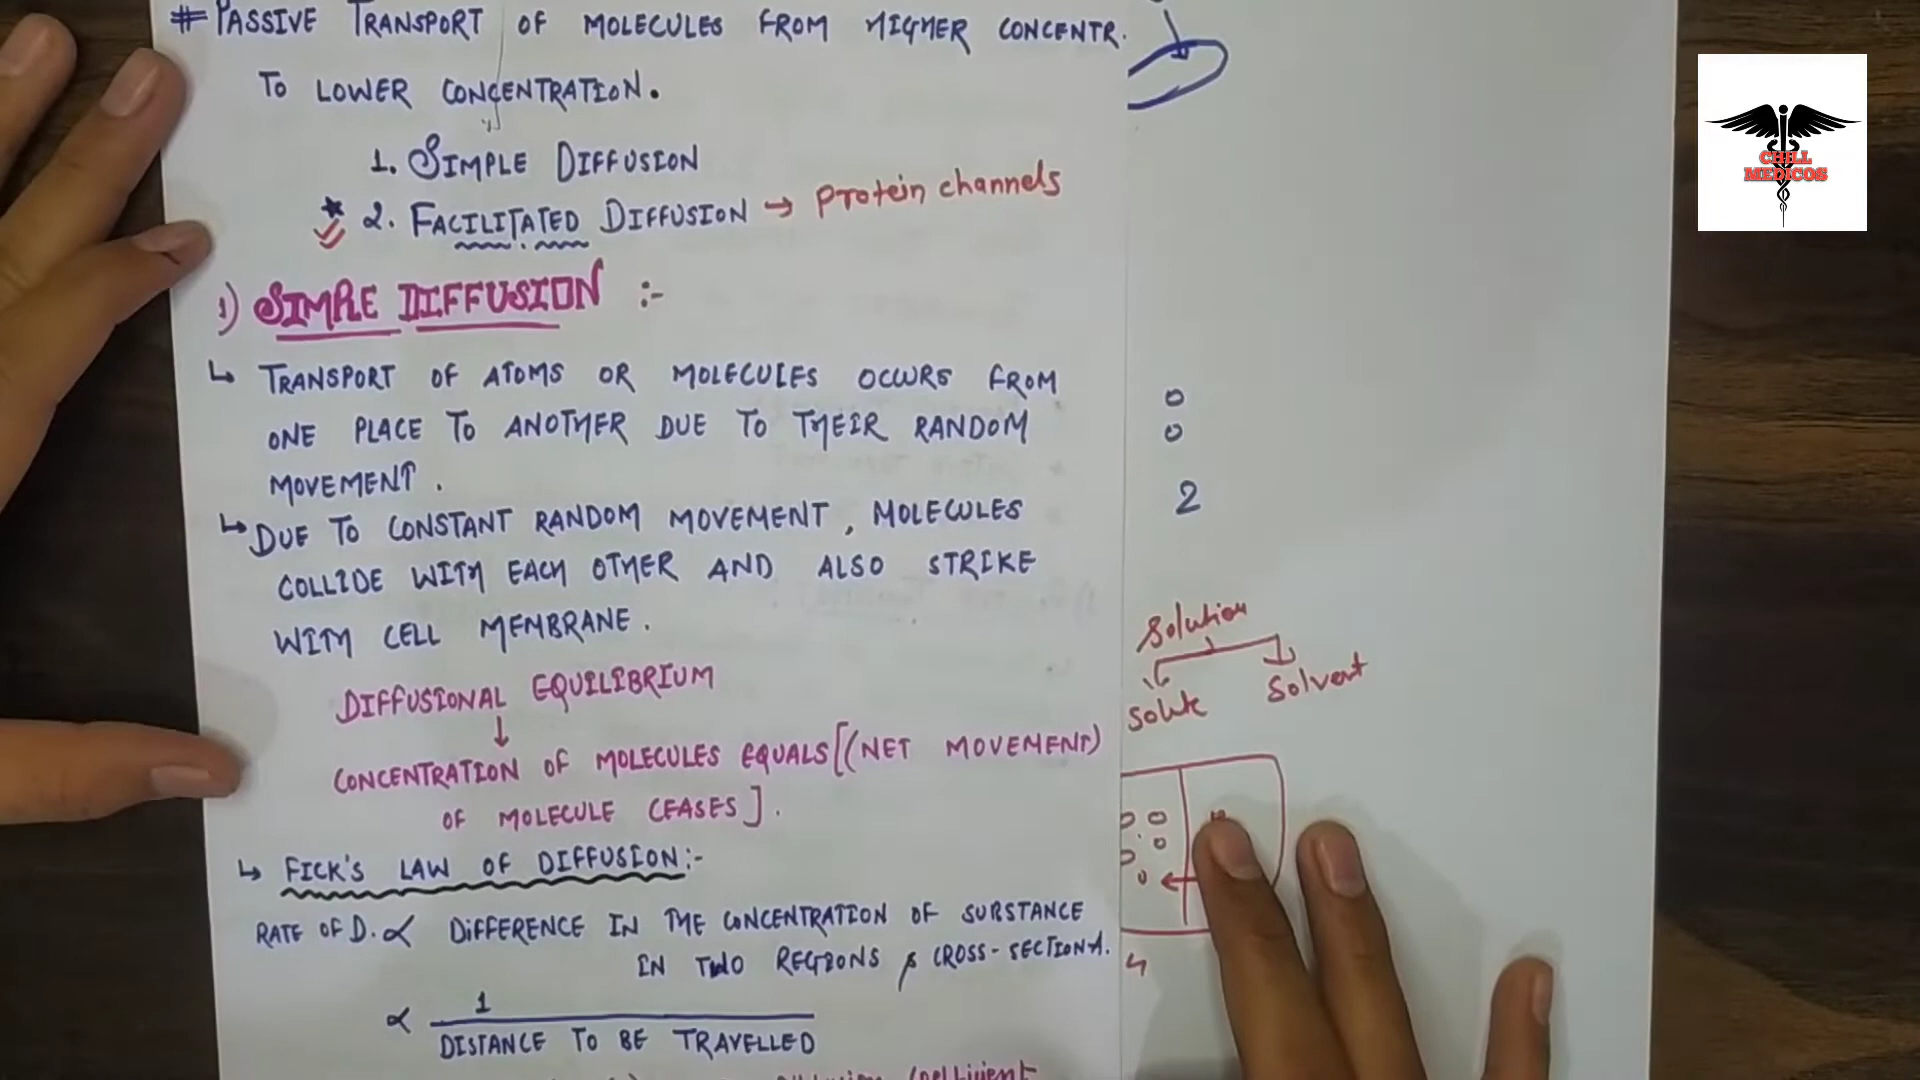 # PASSIVE TRANSPORT OF MOLECULES FROM HIGHER CONCENTR.
TO LOWER CONCENTRATION.
1. SIMPLE DIFFUSION
2. FACILITATED DIFFUSION → Protein channels
1) SIMPLE DIFFUSION :-
↳ TRANSPORT OF ATOMS OR MOLECULES OCCURS FROM
ONE PLACE TO ANOTHER DUE TO THEIR RANDOM
MOVEMENT.
↳ DUE TO CONSTANT RANDOM MOVEMENT, MOLECULES
COLLIDE WITH EACH OTHER AND ALSO STRIKE
WITH CELL MEMBRANE.
DIFFUSIONAL EQUILIBRIUM
↓
CONCENTRATION OF MOLECULES EQUALS [(NET MOVEMENT)
OF MOLECULE CEASES].
↳ FICK'S LAW OF DIFFUSION:-
RATE OF D. ∝ DIFFERENCE IN THE CONCENTRATION OF SUBSTANCE
IN TWO REGIONS & CROSS-SECTION A.
∝ 1
DISTANCE TO BE TRAVELLED
coefficient
2
Solution
Solute Solvent
4
CHILL
MEDICOS